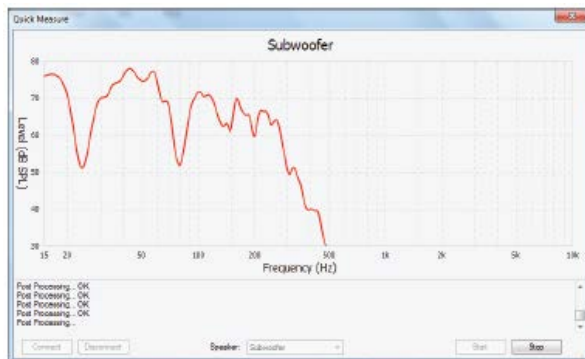 Quick Measure
Subwoofer
80
70
60
50
40
30
Level (dB SPL)
15 20 50 100 200 500 1k 2k 5k 10k
Frequency (Hz)
Post Processing... OK
Post Processing... OK
Post Processing... OK
Post Processing... OK
Post Processing...
Connect Disconnect Speaker: Subwoofer Start Stop